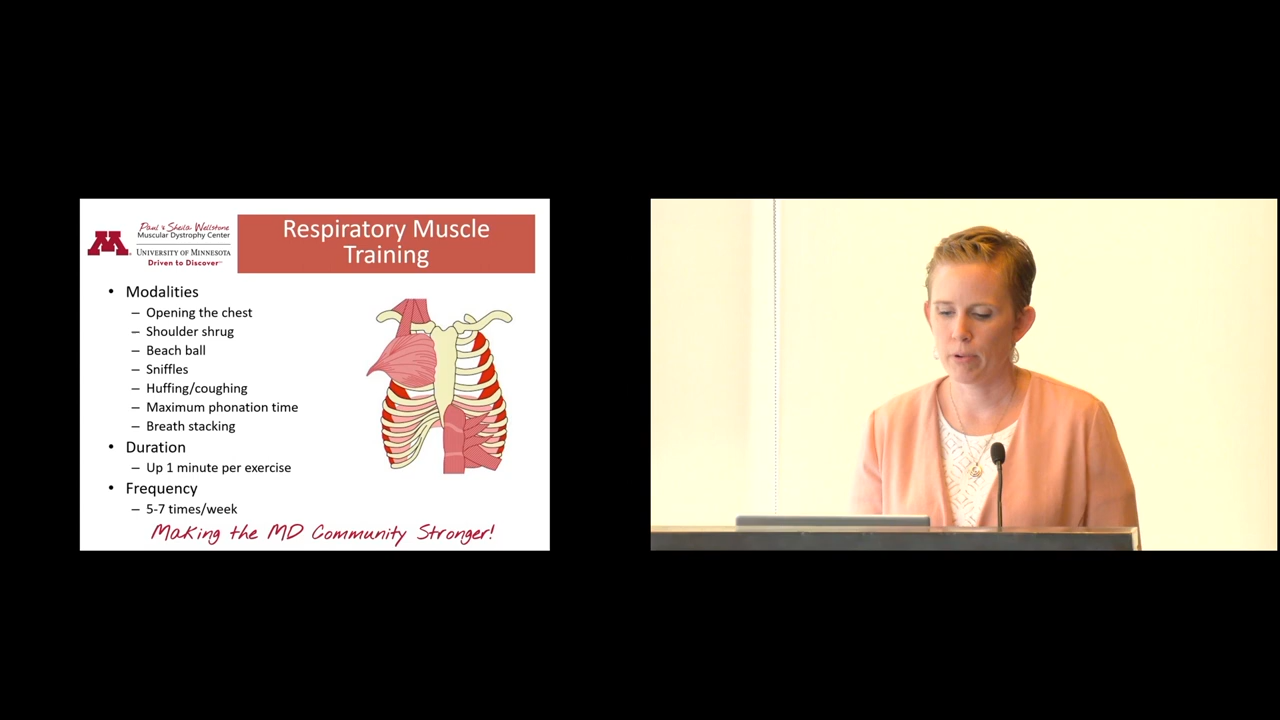 Paul & Sheila Wellstone
Muscular Dystrophy Center
UNIVERSITY OF MINNESOTA
Driven to Discover℠
M
Respiratory Muscle
Training
• Modalities
– Opening the chest
– Shoulder shrug
– Beach ball
– Sniffles
– Huffing/coughing
– Maximum phonation time
– Breath stacking
• Duration
– Up 1 minute per exercise
• Frequency
– 5-7 times/week
Making the MD Community Stronger!